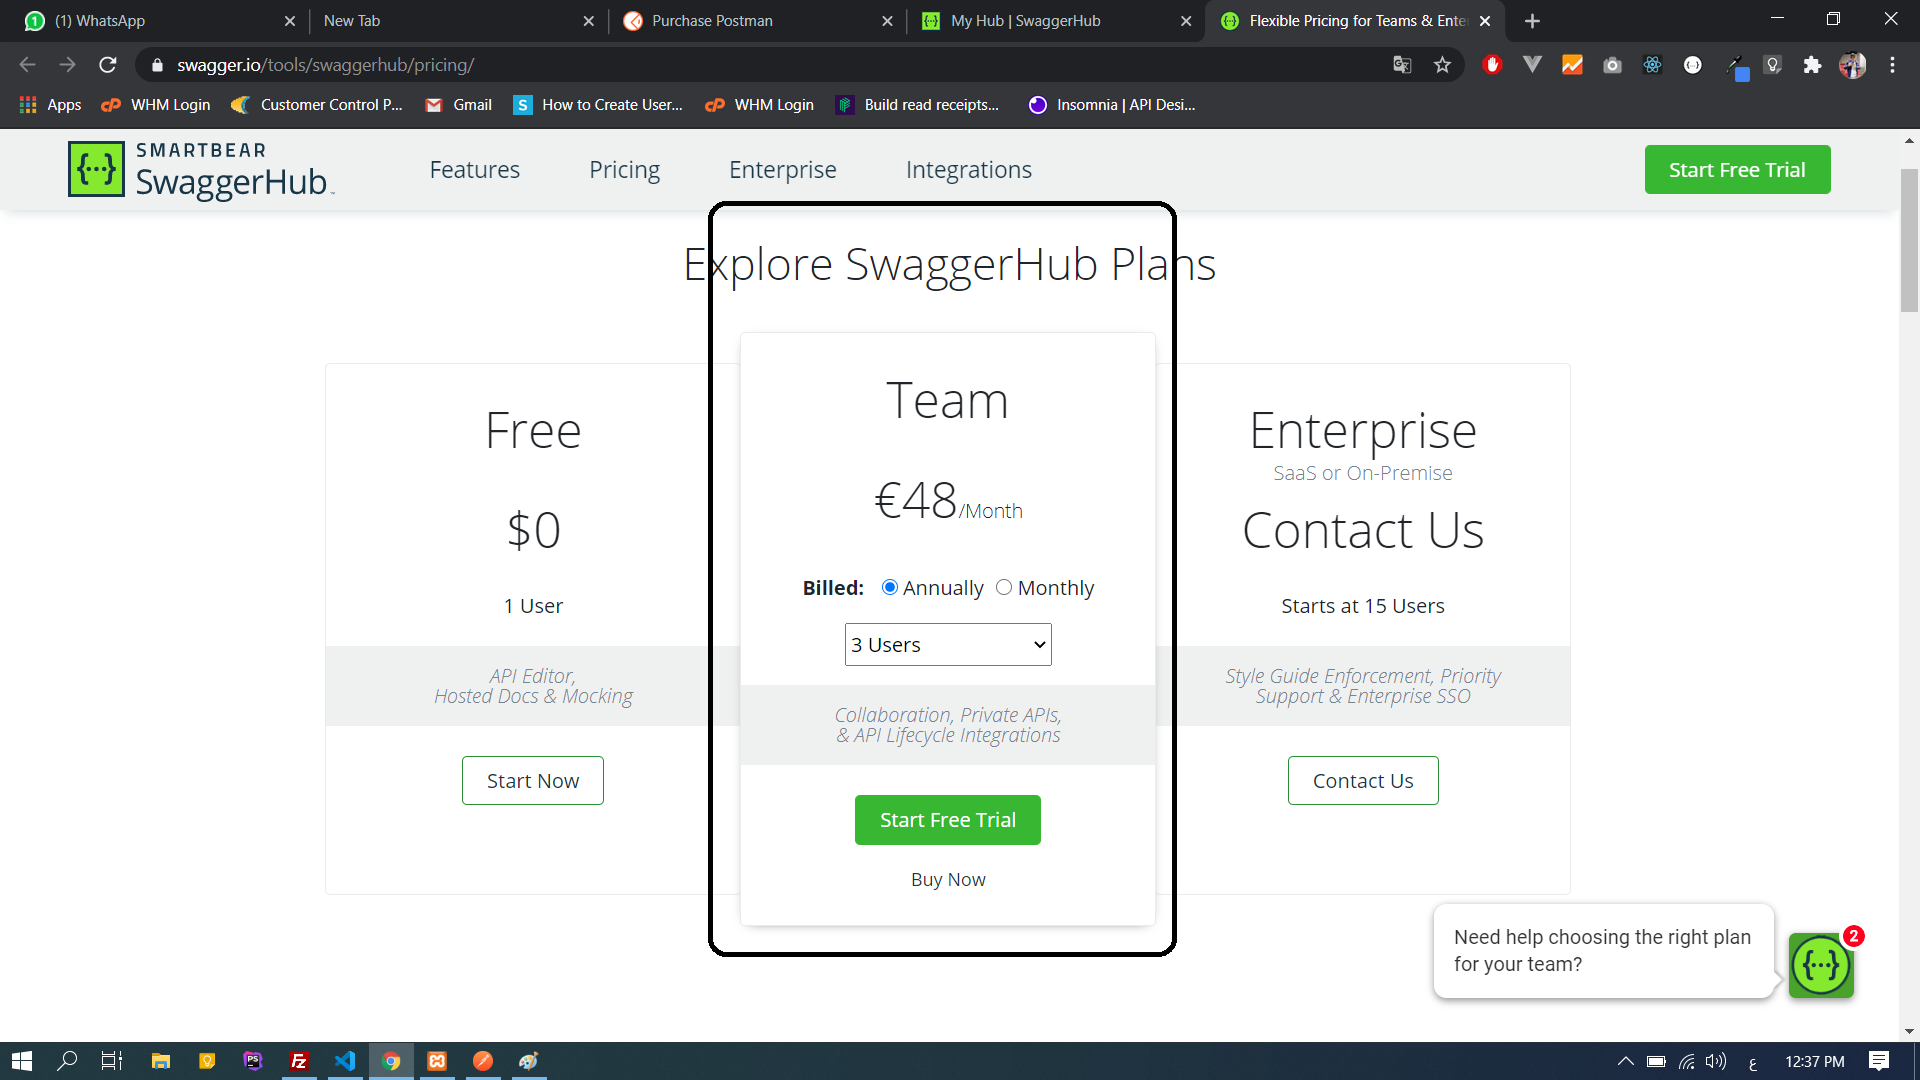 (1) WhatsApp
New Tab
Purchase Postman
My Hub | SwaggerHub
Flexible Pricing for Teams & Ente
swagger.io/tools/swaggerhub/pricing/
Apps
WHM Login
Customer Control P...
Gmail
How to Create User...
WHM Login
Build read receipts...
Insomnia | API Desi...
SMARTBEAR
SwaggerHub
Features
Pricing
Enterprise
Integrations
Start Free Trial
Explore SwaggerHub Plans
Free
$0
1 User
API Editor,
Hosted Docs & Mocking
Start Now
Team
€48/Month
Billed: Annually Monthly
3 Users
Collaboration, Private APIs,
& API Lifecycle Integrations
Start Free Trial
Buy Now
Enterprise
SaaS or On-Premise
Contact Us
Starts at 15 Users
Style Guide Enforcement, Priority
Support & Enterprise SSO
Contact Us
Need help choosing the right plan
for your team?
2
ع
12:37 PM